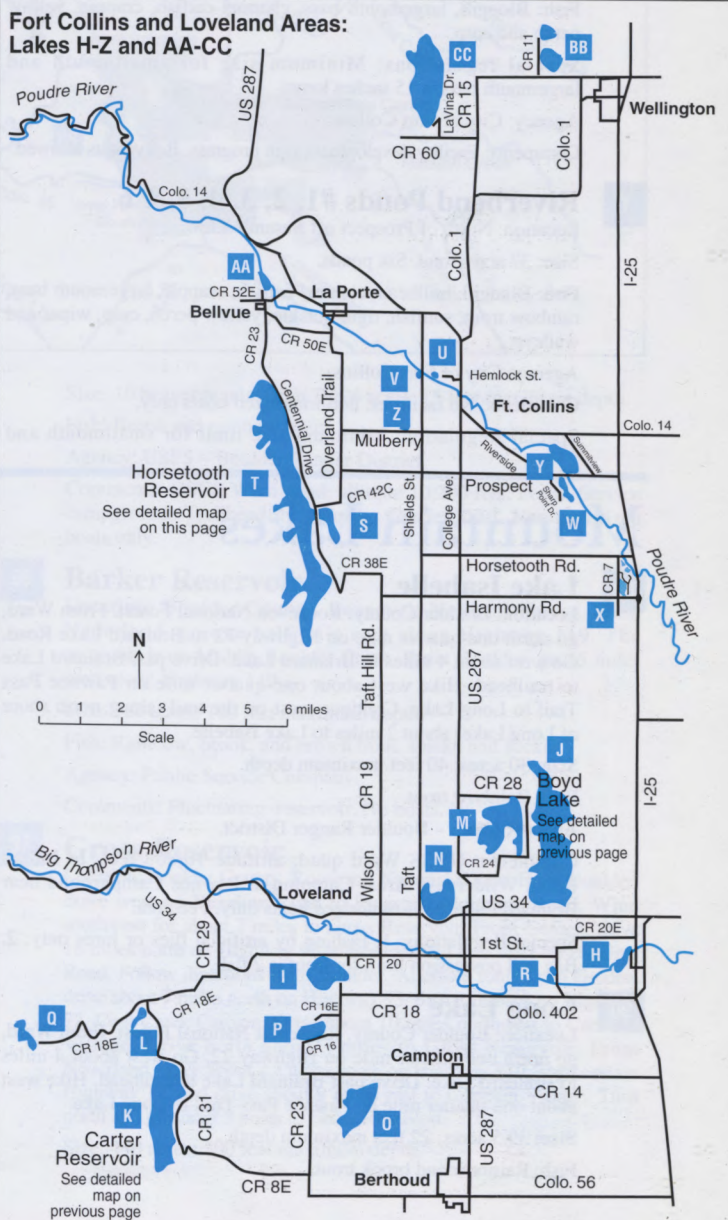 Fort Collins and Loveland Areas:
Lakes H-Z and AA-CC
CC
BB
CR 11
LaVina Dr.
CR 15
US 287
Poudre River
Wellington
Colo. 1
CR 60
Colo. 14
Colo. 1
I-25
AA
CR 52E
La Porte
Bellvue
CR 23
CR 50E
U
V
Hemlock St.
Z
Ft. Collins
Colo. 14
Centennial Drive
Overland Trail
Mulberry
Riverside
Summitview
Y
Horsetooth
Reservoir
See detailed map
on this page
T
CR 42C
Shields St.
College Ave.
Prospect
Sharp
Point Dr.
W
S
CR 38E
Horsetooth Rd.
CR 7
Poudre River
Harmony Rd.
X
N
Taft Hill Rd.
US 287
0 1 2 3 4 5 6 miles
Scale
J
CR 28
Boyd
Lake
See detailed
map on
previous page
I-25
CR 19
M
CR 24
N
Big Thompson River
Wilson
Taft
US 34
Loveland
US 34
CR 29
1st St.
CR 20E
H
CR 20
R
I
Q
CR 18E
CR 16E
CR 18
Colo. 402
L
CR 18E
P
CR 16
Campion
CR 14
K
CR 31
CR 23
O
US 287
Carter
Reservoir
See detailed
map on
previous page
CR 8E
Berthoud
Colo. 56